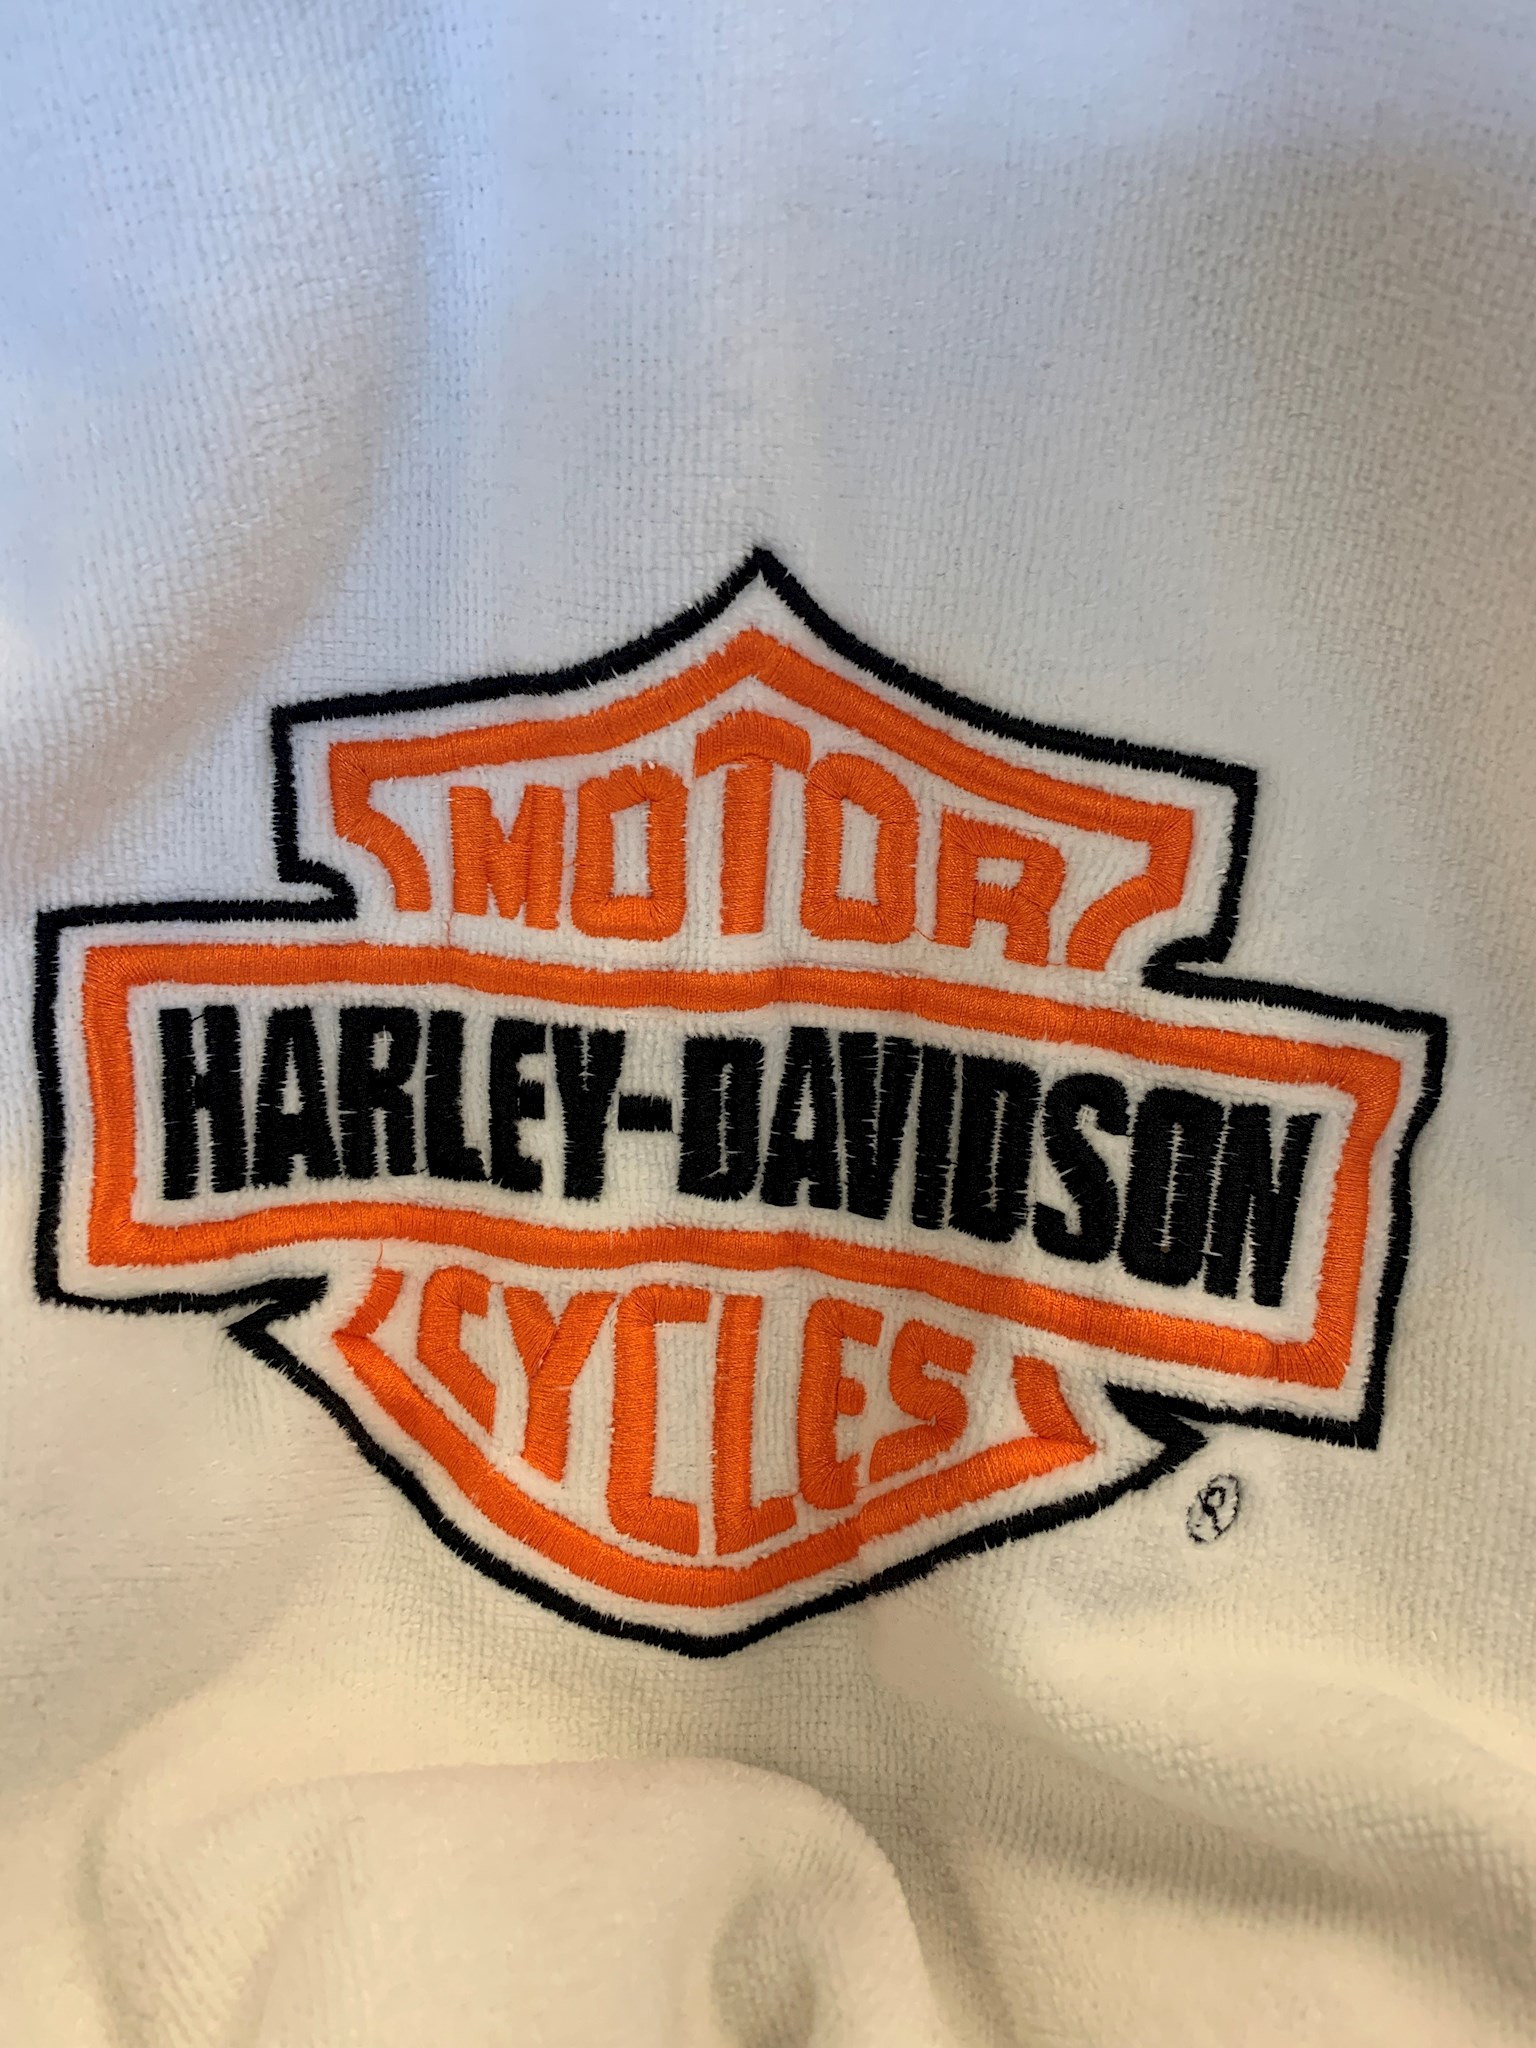 MOTOR
HARLEY-DAVIDSON
CYCLES
®